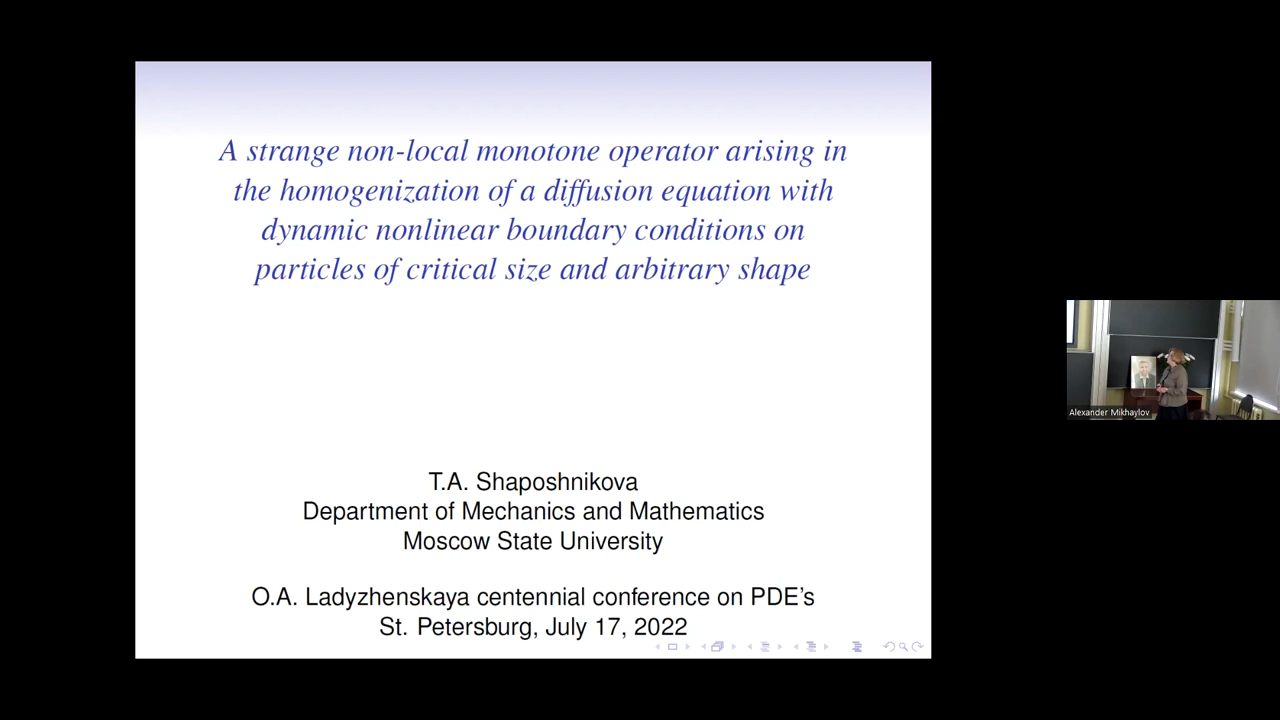 A strange non-local monotone operator arising in
the homogenization of a diffusion equation with
dynamic nonlinear boundary conditions on
particles of critical size and arbitrary shape
T.A. Shaposhnikova
Department of Mechanics and Mathematics
Moscow State University
O.A. Ladyzhenskaya centennial conference on PDE's
St. Petersburg, July 17, 2022
Alexander Mikhaylov